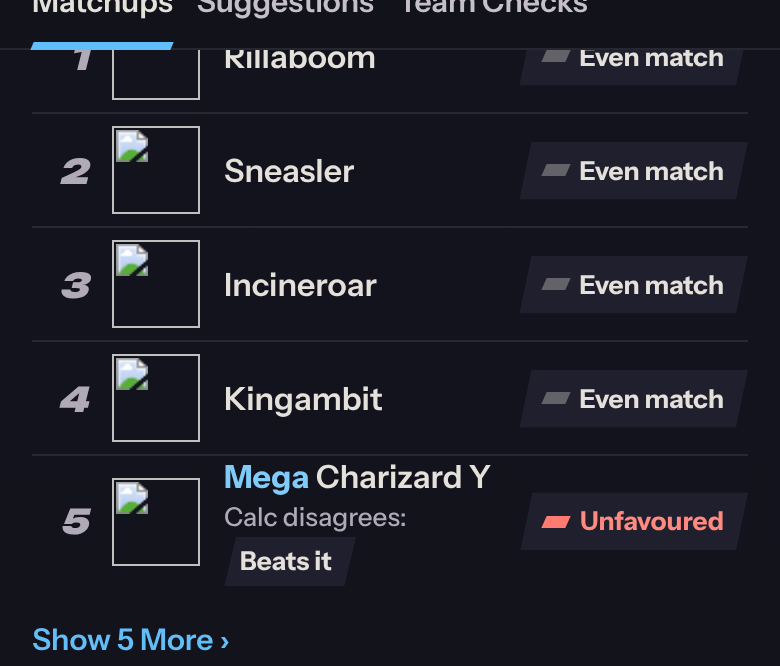 Matchups Suggestions Team Checks
1 Rillaboom Even match
2 Sneasler Even match
3 Incineroar Even match
4 Kingambit Even match
Mega Charizard Y
5 Calc disagrees: Unfavoured
Beats it
Show 5 More ›